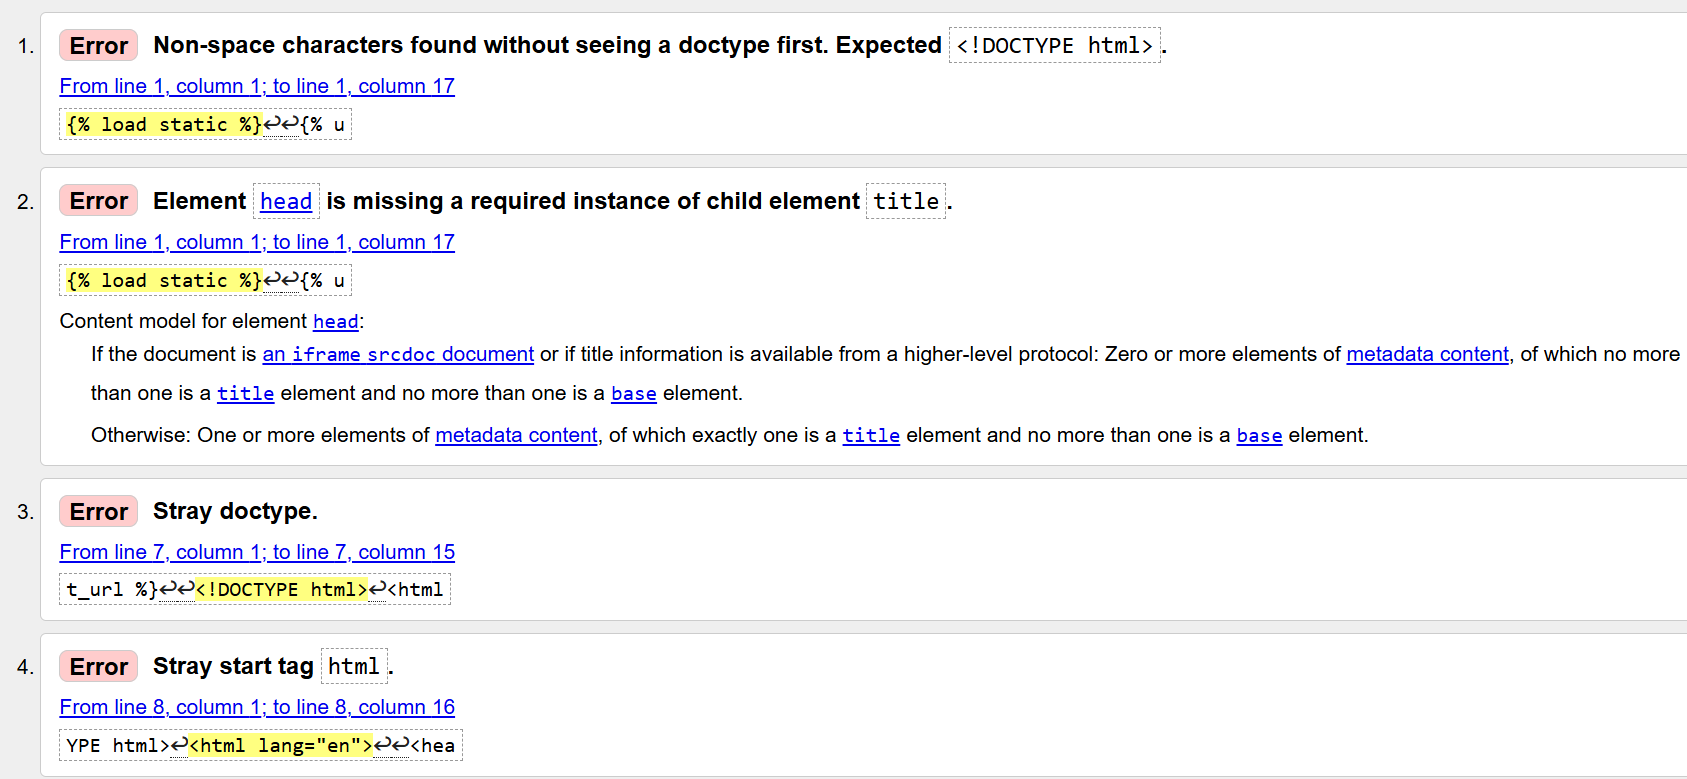 1. Error Non-space characters found without seeing a doctype first. Expected <!DOCTYPE html>.
From line 1, column 1; to line 1, column 17
{% load static %}↩↩{% u
2. Error Element head is missing a required instance of child element title.
From line 1, column 1; to line 1, column 17
{% load static %}↩↩{% u
Content model for element head:
If the document is an iframe srcdoc document or if title information is available from a higher-level protocol: Zero or more elements of metadata content, of which no more
than one is a title element and no more than one is a base element.
Otherwise: One or more elements of metadata content, of which exactly one is a title element and no more than one is a base element.
3. Error Stray doctype.
From line 7, column 1; to line 7, column 15
t_url %}↩↩<!DOCTYPE html>↩<html
4. Error Stray start tag html.
From line 8, column 1; to line 8, column 16
YPE html>↩<html lang="en">↩↩<hea